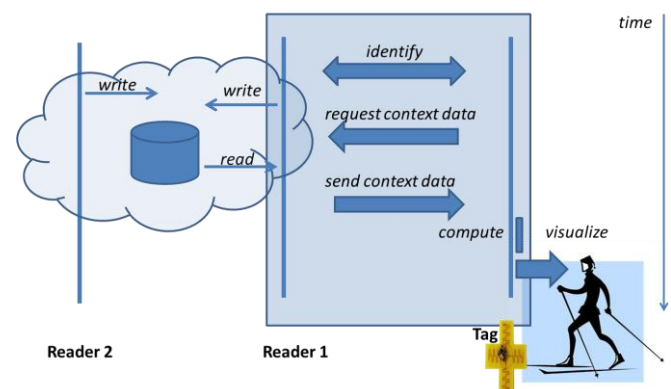 time
identify
write
write
request context data
read
send context data
compute
visualize
Tag
Reader 2
Reader 1